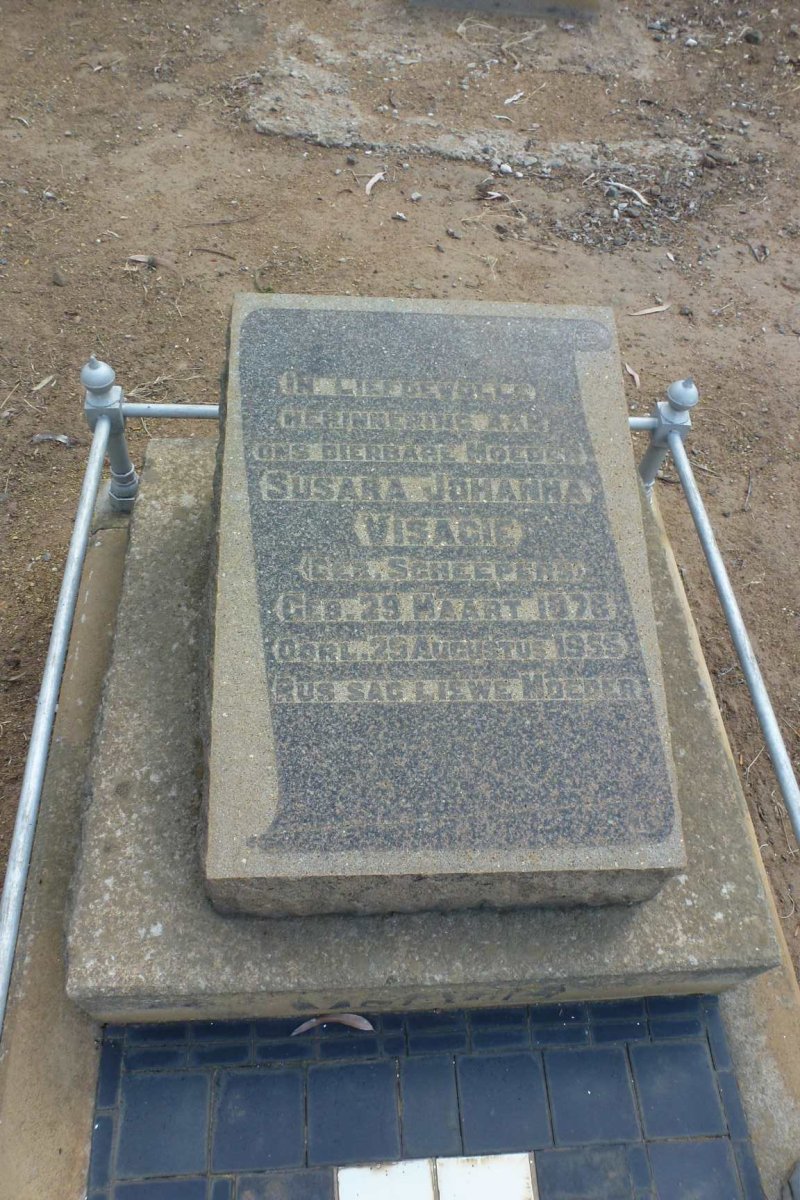 IN LIEFDEVOLLE
HERINNERING AAN
ONS DIERBARE MOEDER
SUSARA JOHANNA
VISAGIE
(GEB. SCHEEPERS)
GEB. 29 MAART 1878
OORL. 29 AUGUSTUS 1955
RUS SAG LIEWE MOEDER